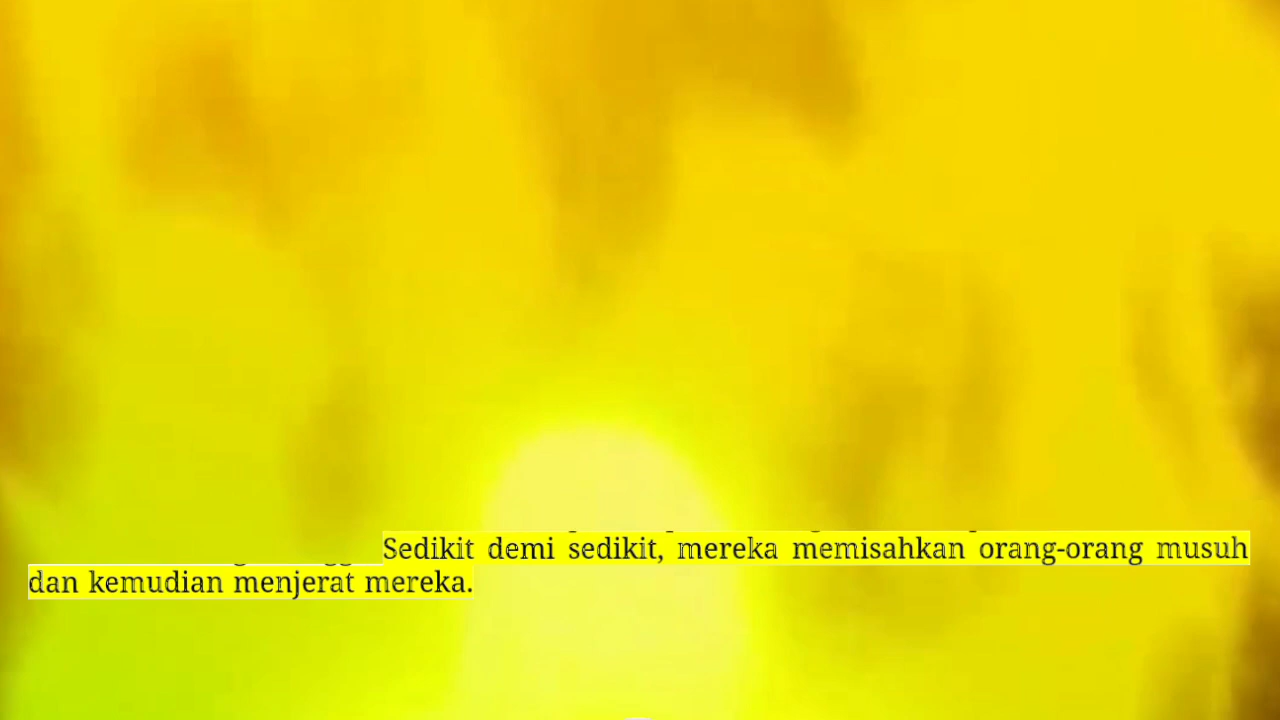 Sedikit demi sedikit, mereka memisahkan orang-orang musuh
dan kemudian menjerat mereka.